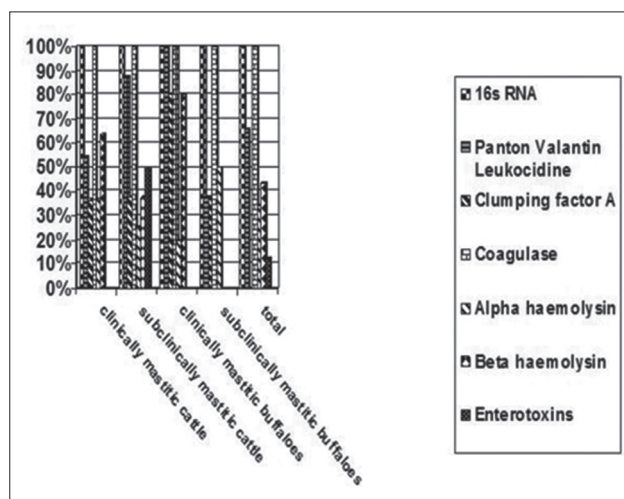 100%
90%
80%
70%
60%
50%
40%
30%
20%
10%
0%
clinically mastitic cattle
subclinically mastitic cattle
clinically mastitic buffaloes
subclinically mastitic buffaloes
total
16s RNA
Panton Valantin
Leukocidine
Clumping factor A
Coagulase
Alpha haemolysin
Beta haemolysin
Enterotoxins